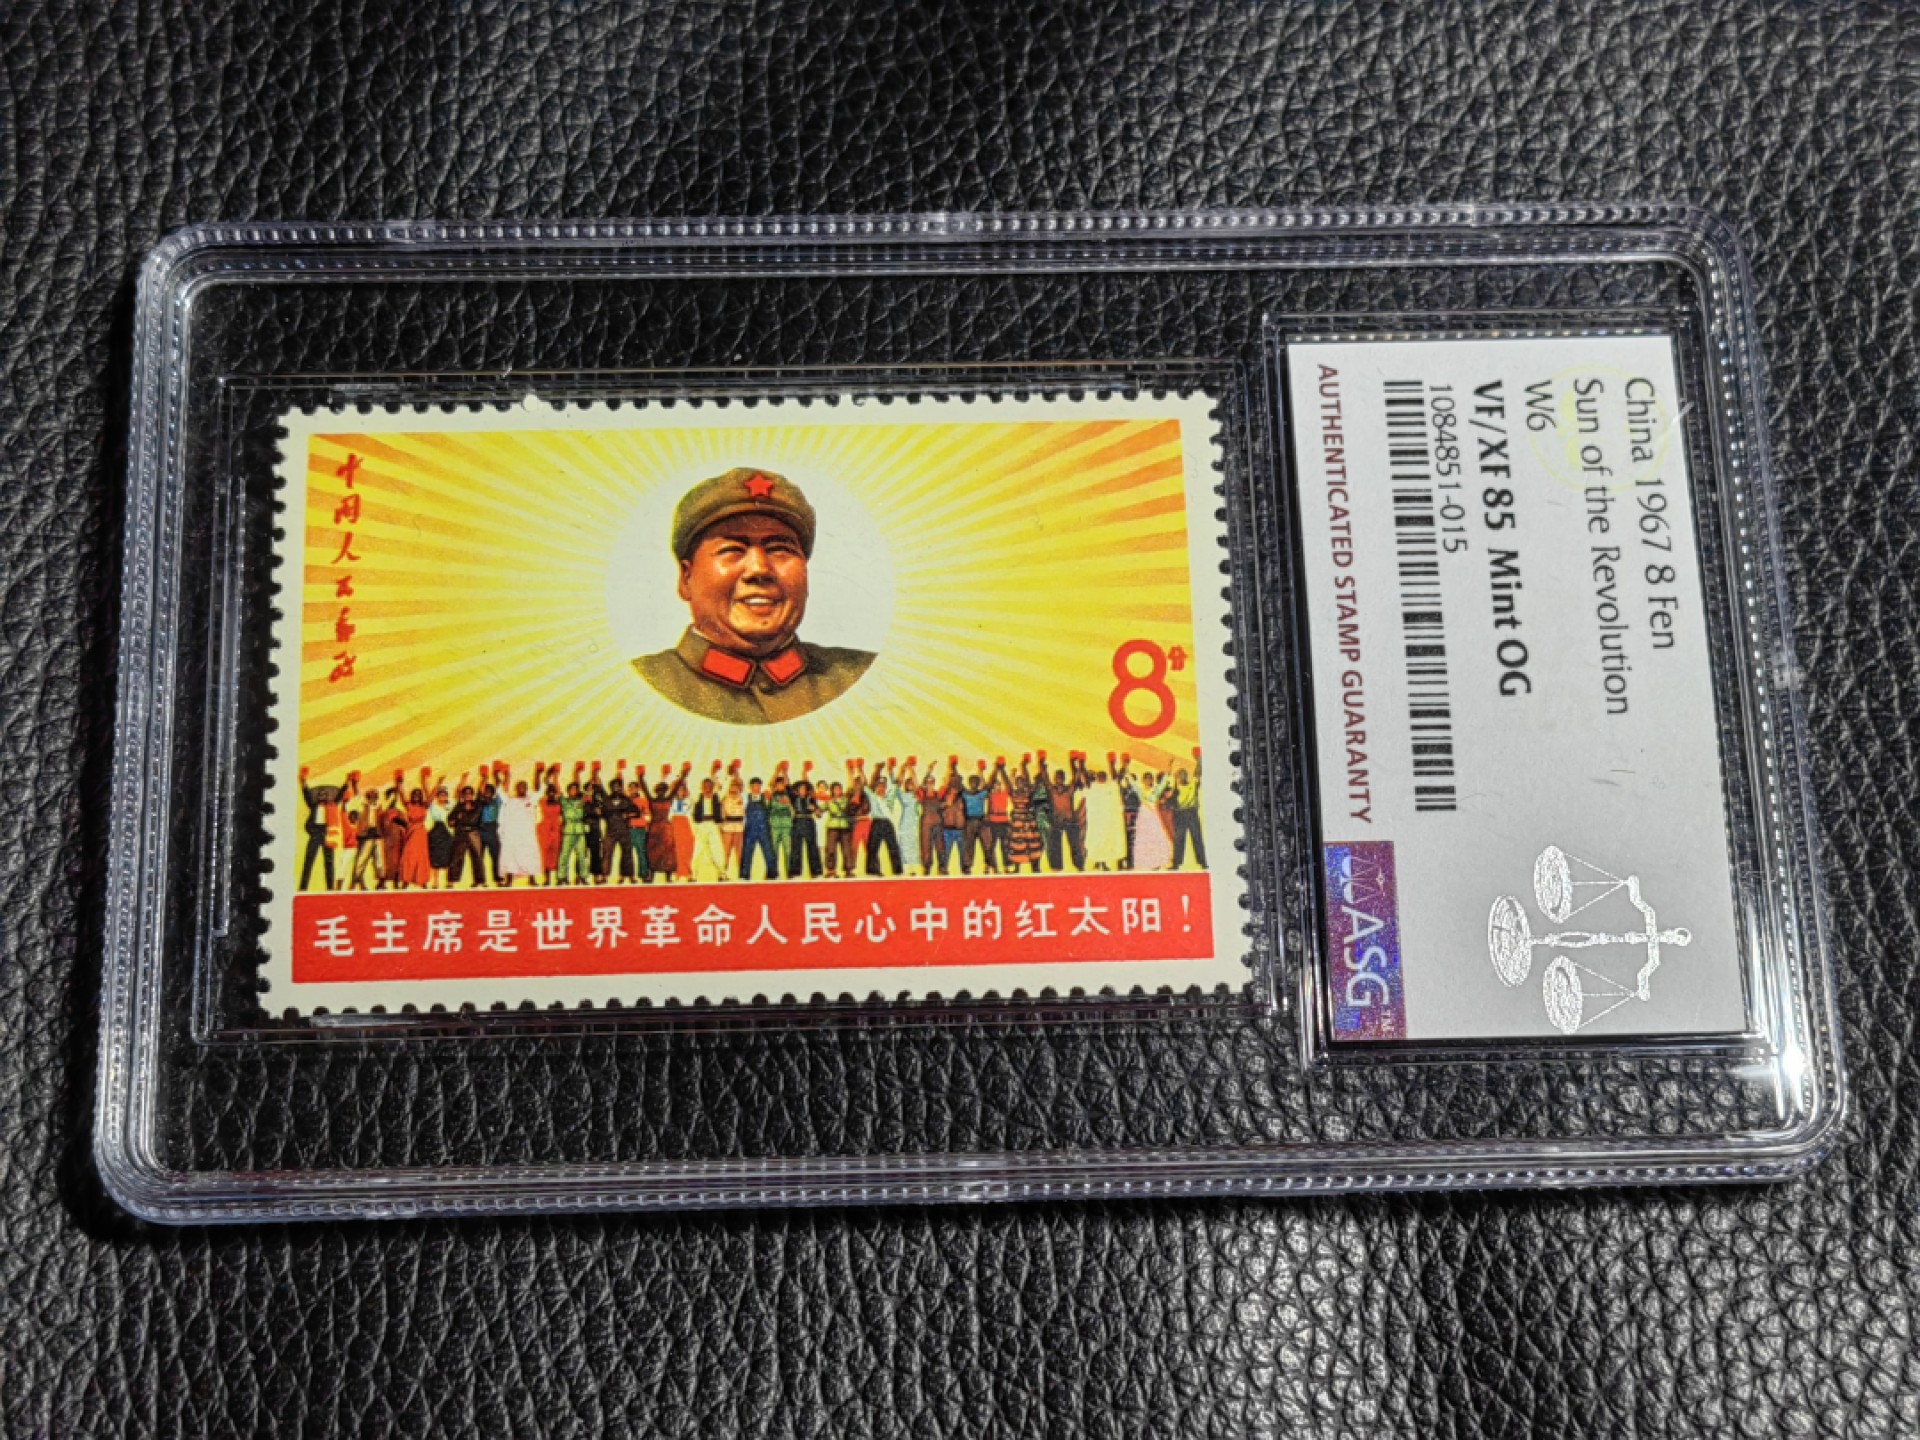 中国人民邮政
8分
毛主席是世界革命人民心中的红太阳！
China 1967 8 Fen
Sun of the Revolution
W6
VF/XF 85 Mint OG
1084851-015
AUTHENTICATED STAMP GUARANTY
ASG™